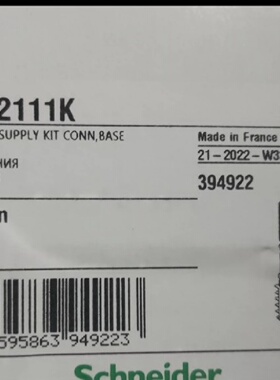 2111K
SUPPLY KIT CONN,BASE
Made in France
21-2022-W3
ния
394922
n
595863 949223
Schneider